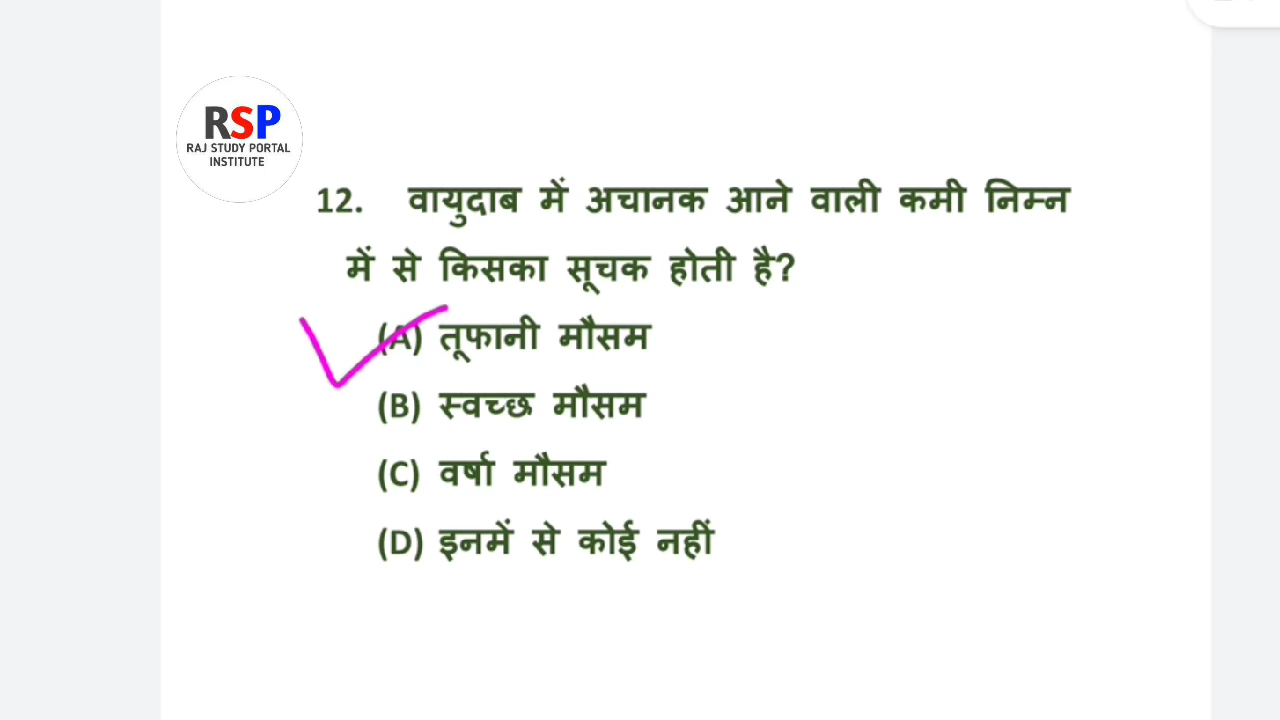 RSP
RAJ STUDY PORTAL
INSTITUTE
12. वायुदाब में अचानक आने वाली कमी निम्न
में से किसका सूचक होती है?
(A) तूफानी मौसम
(B) स्वच्छ मौसम
(C) वर्षा मौसम
(D) इनमें से कोई नहीं